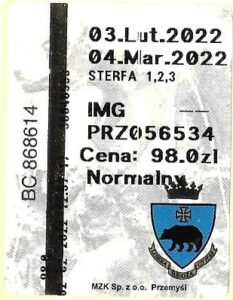 03.Lut.2022
04.Mar.2022
STERFA 1,2,3
IMG
PRZ056534
Cena: 98.0zl
Normalny
MZK Sp. z o.o. Przemyśl
BC 868614